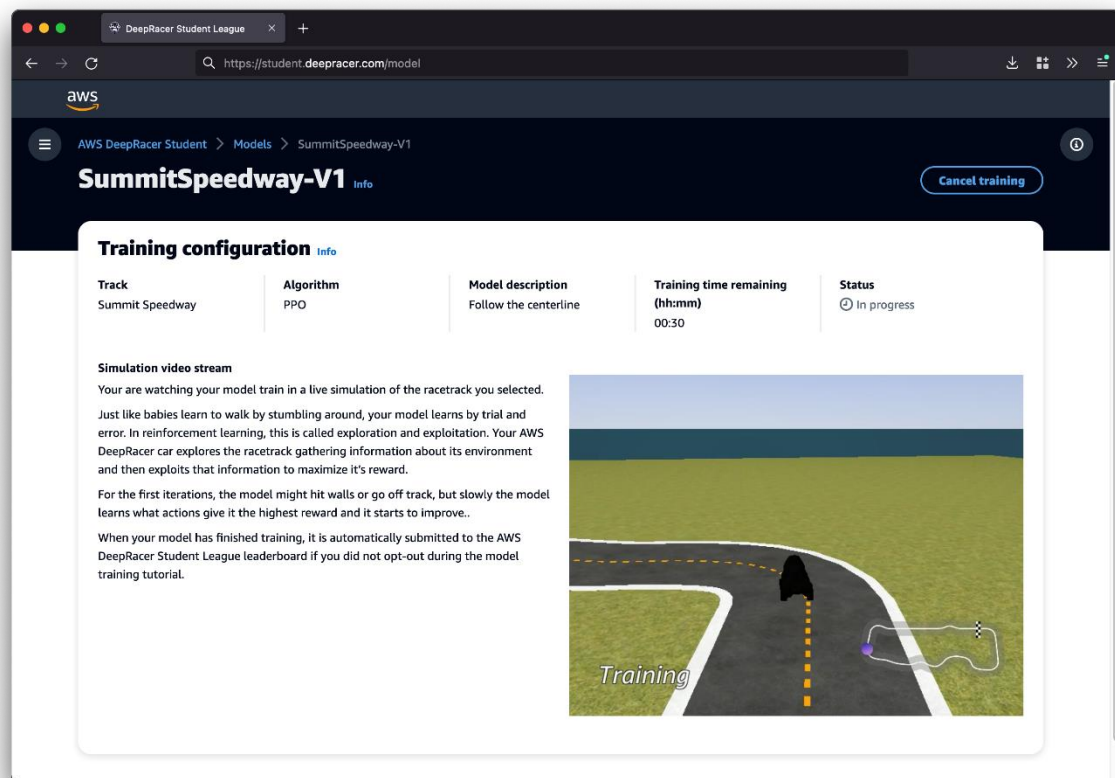 DeepRacer Student League
https://student.deepracer.com/model
aws
AWS DeepRacer Student > Models > SummitSpeedway-V1
SummitSpeedway-V1 Info
Cancel training
Training configuration Info
Track
Summit Speedway
Algorithm
PPO
Model description
Follow the centerline
Training time remaining
(hh:mm)
00:30
Status
In progress
Simulation video stream
Your are watching your model train in a live simulation of the racetrack you selected.
Just like babies learn to walk by stumbling around, your model learns by trial and
error. In reinforcement learning, this is called exploration and exploitation. Your AWS
DeepRacer car explores the racetrack gathering information about its environment
and then exploits that information to maximize it's reward.
For the first iterations, the model might hit walls or go off track, but slowly the model
learns what actions give it the highest reward and it starts to improve..
When your model has finished training, it is automatically submitted to the AWS
DeepRacer Student League leaderboard if you did not opt-out during the model
training tutorial.
Training